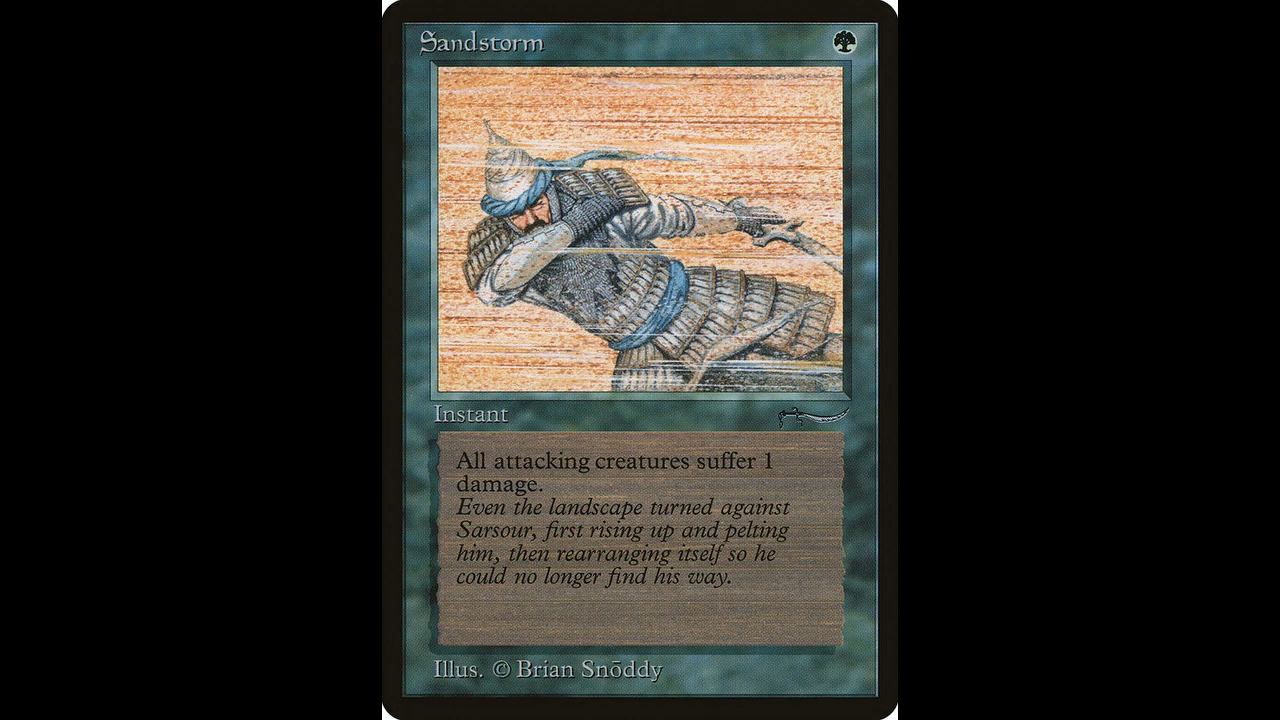 Sandstorm
Instant
All attacking creatures suffer 1
damage.
Even the landscape turned against
Sarsour, first rising up and pelting
him, then rearranging itself so he
could no longer find his way.
Illus. © Brian Snōddy